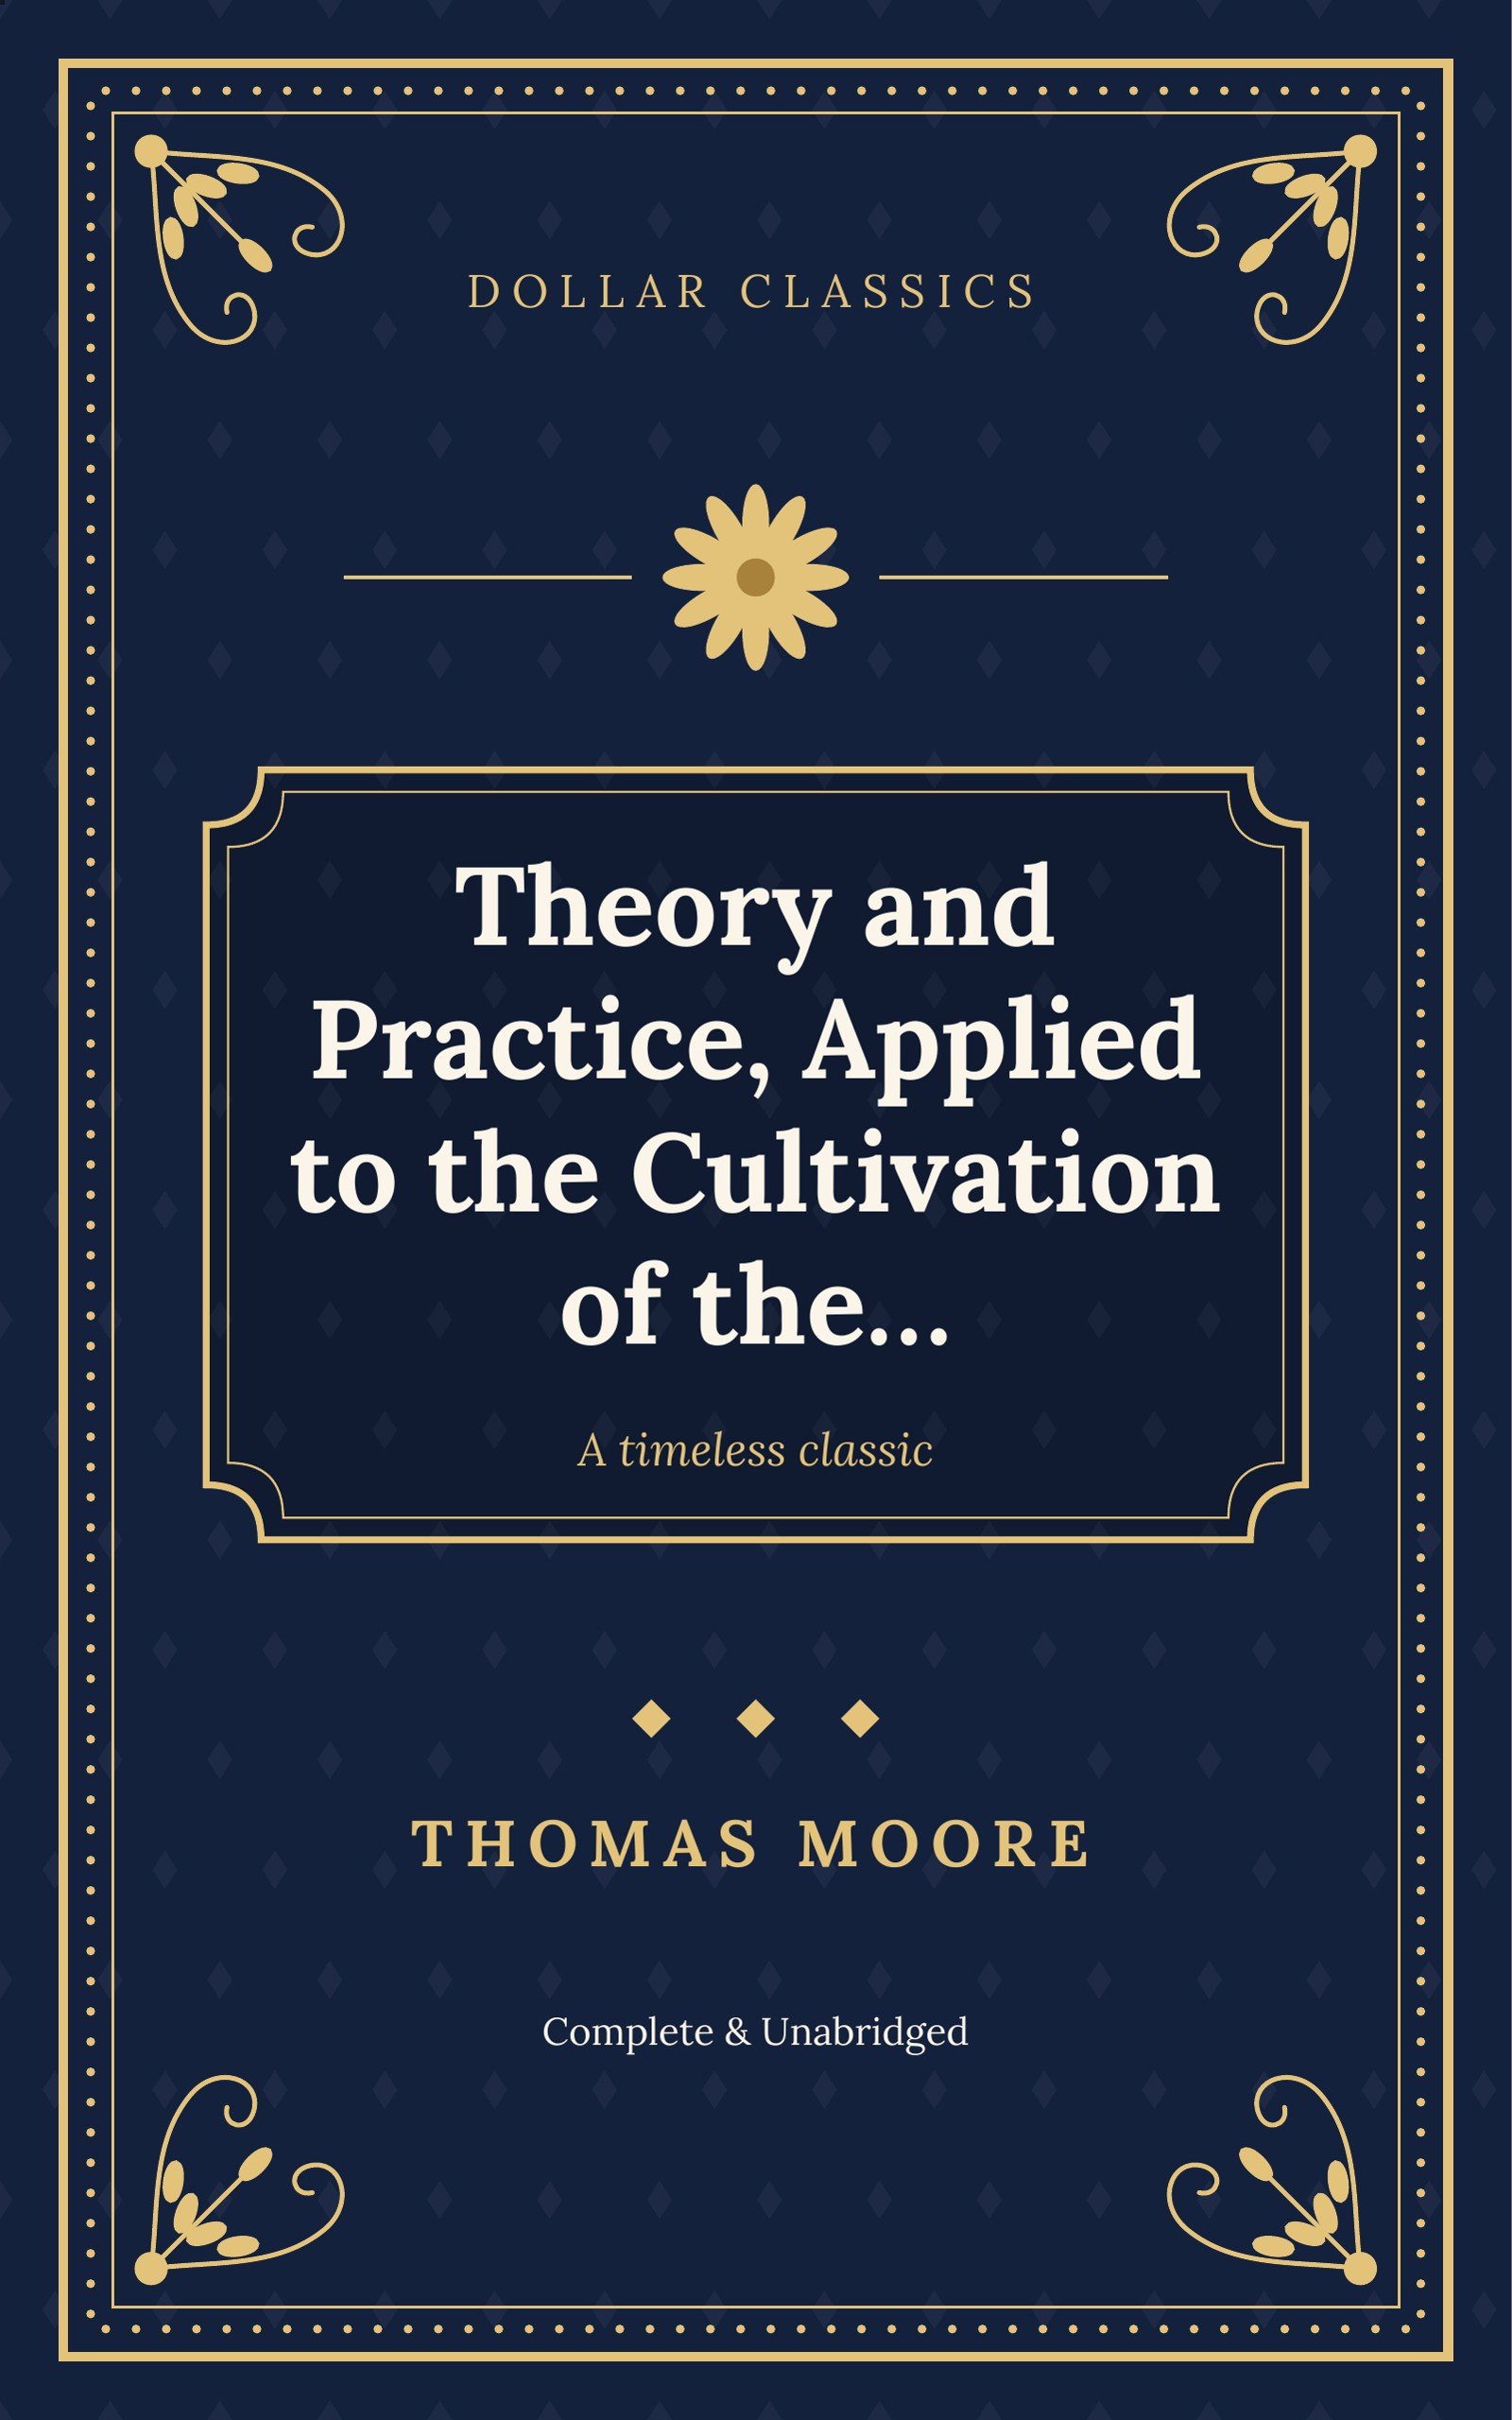 DOLLAR CLASSICS
Theory and
Practice, Applied
to the Cultivation
of the...
A timeless classic
THOMAS MOORE
Complete & Unabridged